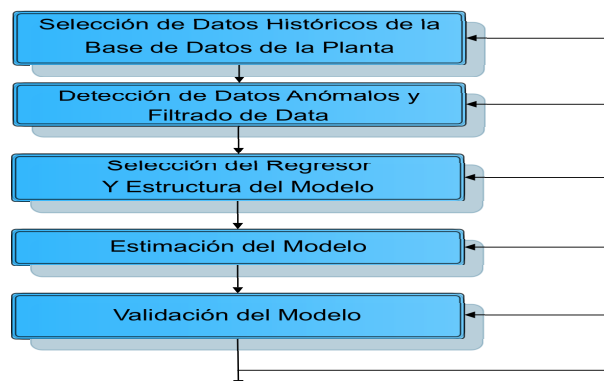 Selección de Datos Históricos de la
Base de Datos de la Planta
Detección de Datos Anómalos y
Filtrado de Data
Selección del Regresor
Y Estructura del Modelo
Estimación del Modelo
Validación del Modelo